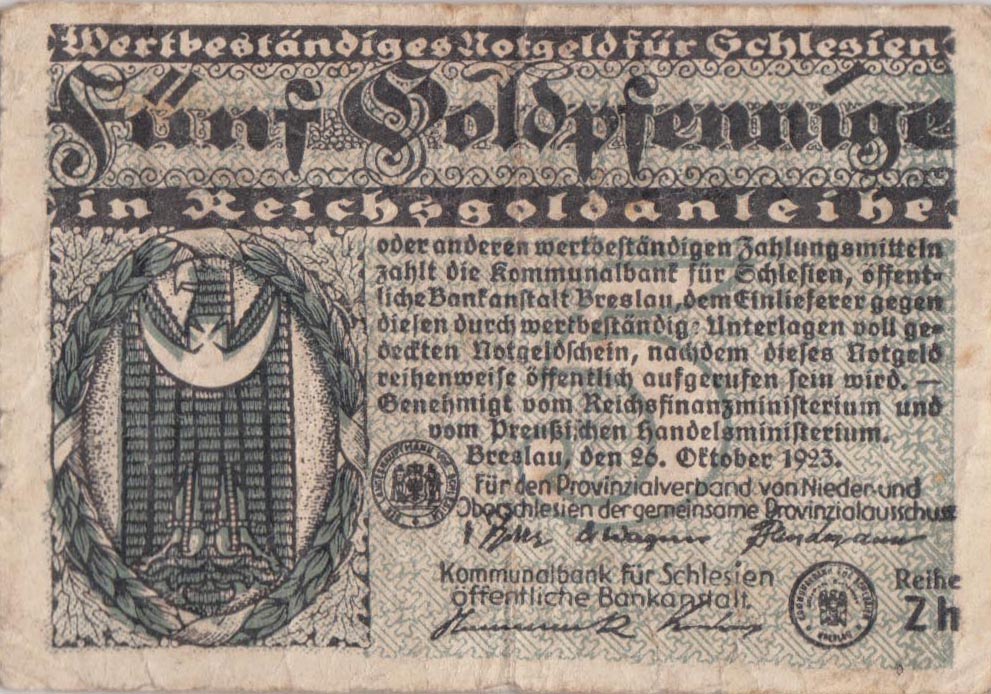 Wertbeständiges Notgeld für Schlesien
Fünf Goldpfennige
in Reichsgoldanleihe
oder anderen wertbeständigen Zahlungsmitteln
zahlt die Kommunalbank für Schlesien, öffent-
liche Bankanstalt Breslau, dem Einlieferer gegen
diesen durch wertbeständige Unterlagen voll ge-
deckten Notgeldschein, nachdem dieses Notgeld
reihenweise öffentlich aufgerufen sein wird. —
Genehmigt vom Reichsfinanzministerium und
vom Preußischen Handelsministerium.
Breslau, den 26. Oktober 1923.
Für den Provinzialverband von Nieder-und
Oberschlesien der gemeinsame Provinzialausschuss
Kommunalbank für Schlesien
öffentliche Bankanstalt.
Reihe
Zh
5